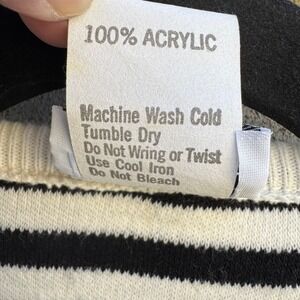 100% ACRYLIC
Machine Wash Cold
Tumble Dry
Do Not Wring or Twist
Use Cool Iron
Do Not Bleach